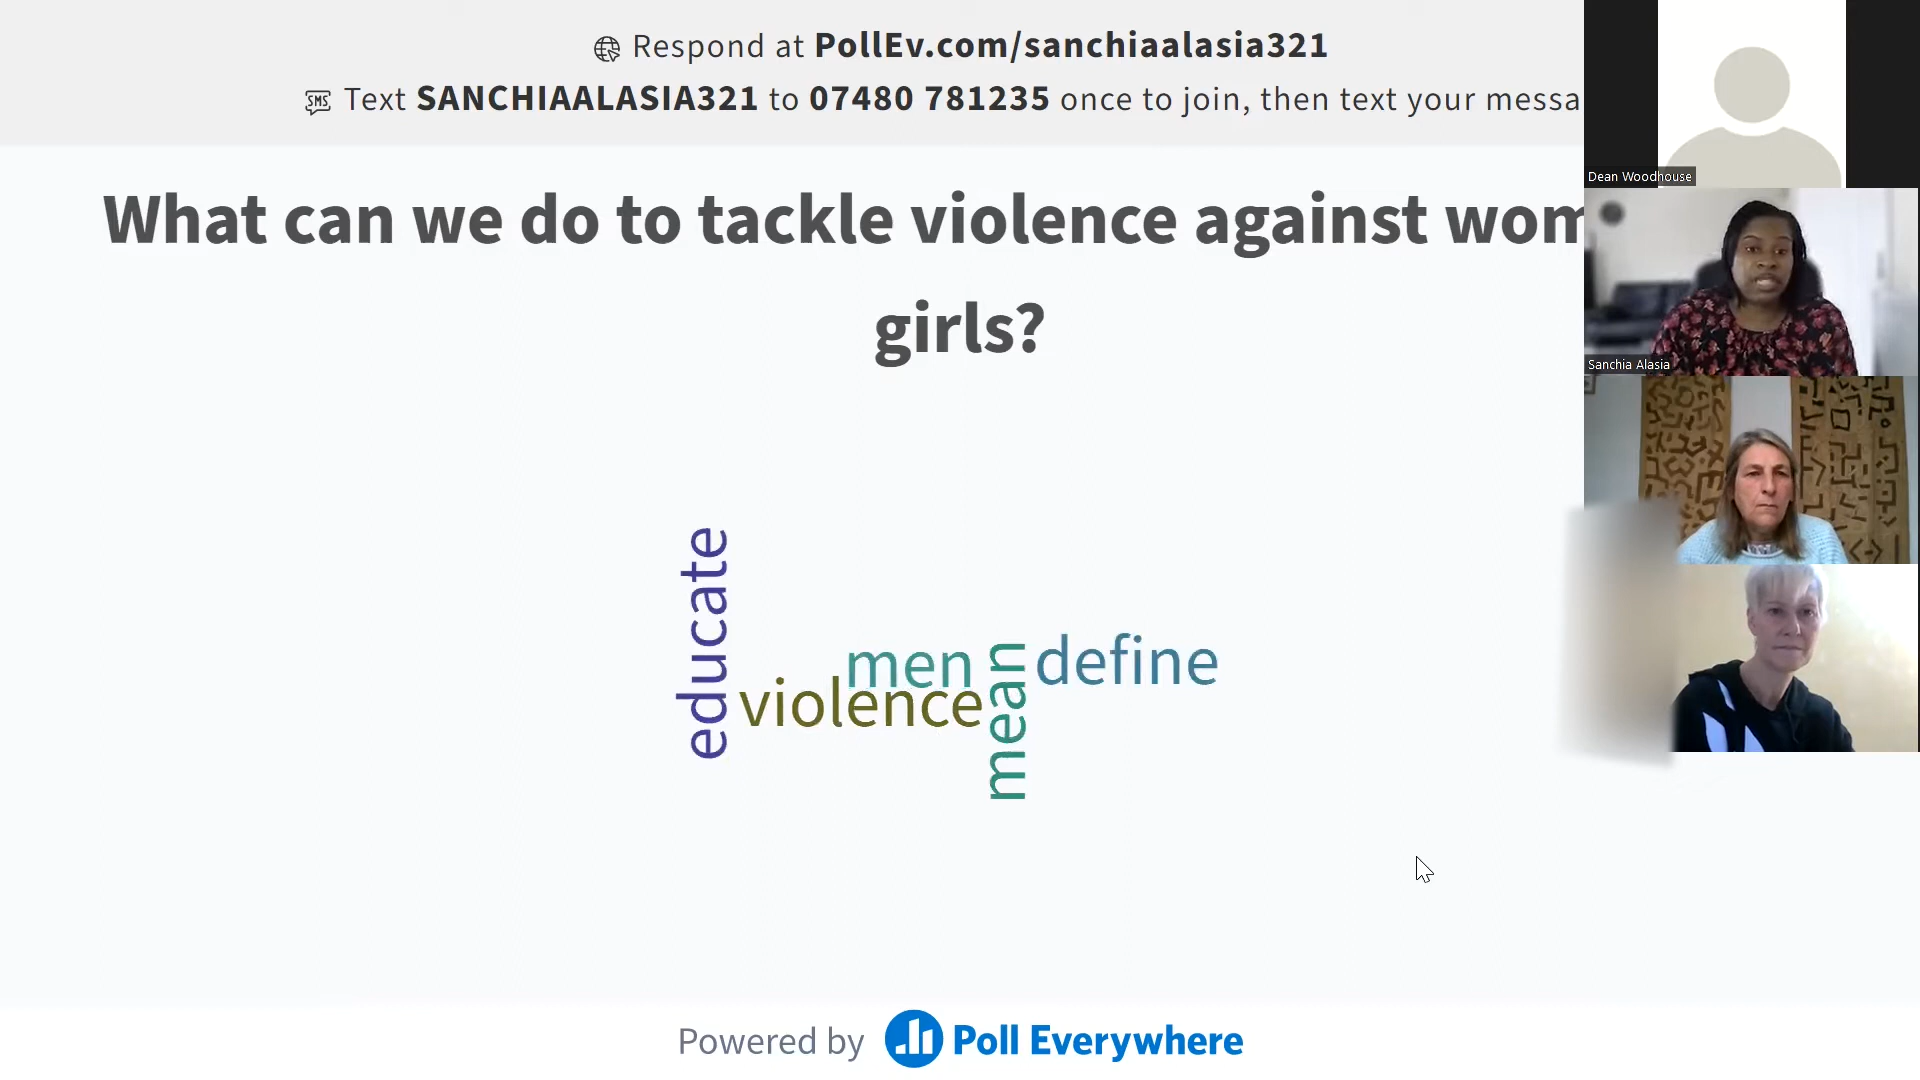 Respond at PollEv.com/sanchiaalasia321
SMS Text SANCHIAALASIA321 to 07480 781235 once to join, then text your messa
What can we do to tackle violence against wom
girls?
educate
men
define
violence
mean
Powered by Poll Everywhere
Dean Woodhouse
Sanchia Alasia